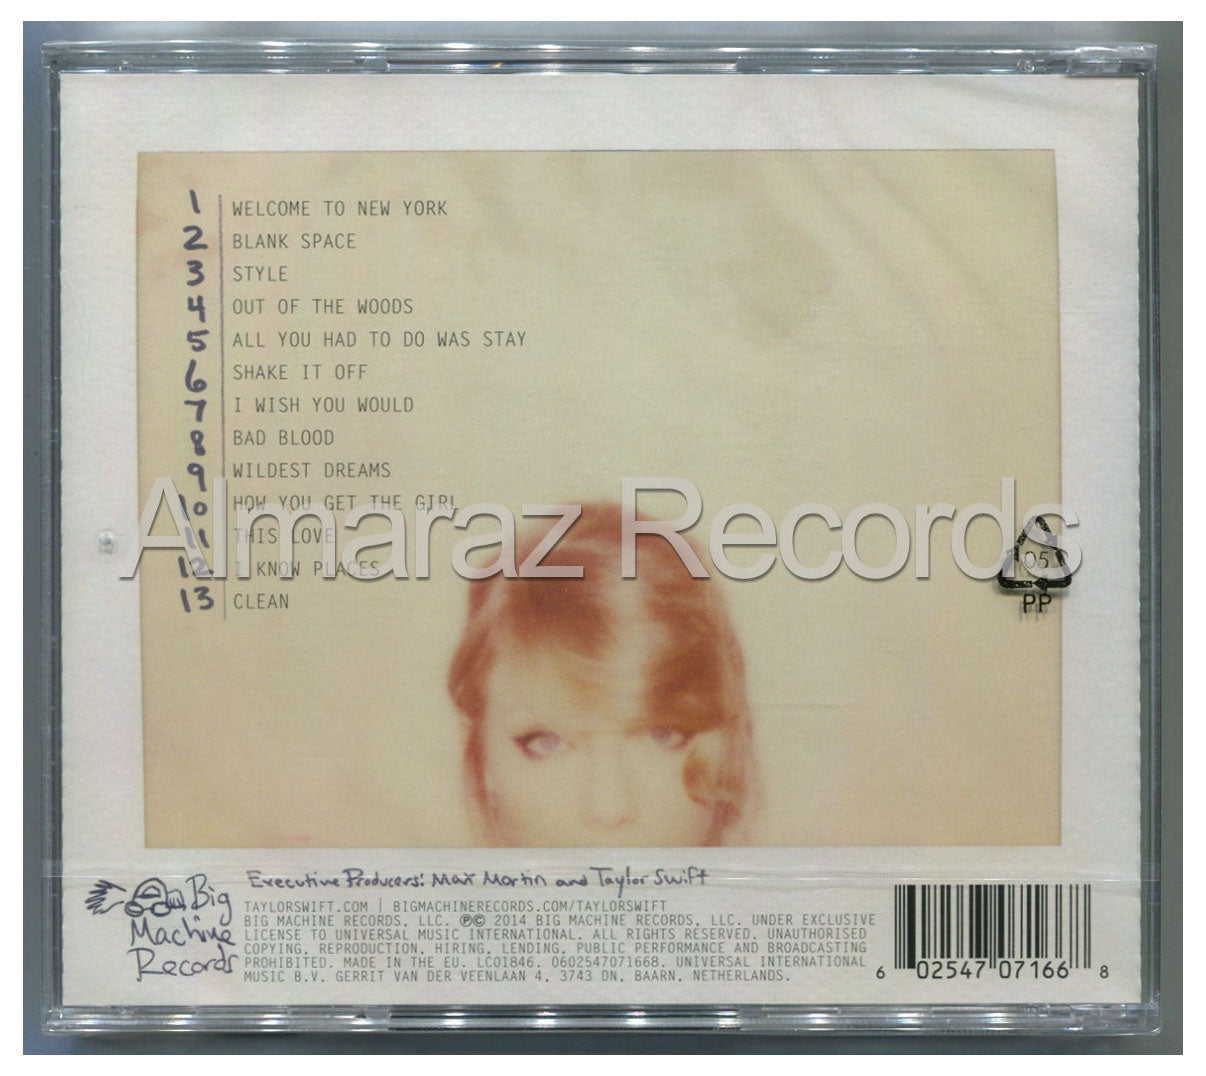 1 WELCOME TO NEW YORK
2 BLANK SPACE
3 STYLE
4 OUT OF THE WOODS
5 ALL YOU HAD TO DO WAS STAY
6 SHAKE IT OFF
7 I WISH YOU WOULD
8 BAD BLOOD
9 WILDEST DREAMS
10 HOW YOU GET THE GIRL
11 THIS LOVE
12 I KNOW PLACES
13 CLEAN
Almaraz Records
05
PP
Big
Machine
Records
Executive Producers: Max Martin and Taylor Swift
TAYLORSWIFT.COM | BIGMACHINERECORDS.COM/TAYLORSWIFT
BIG MACHINE RECORDS, LLC. ℗© 2014 BIG MACHINE RECORDS, LLC. UNDER EXCLUSIVE
LICENSE TO UNIVERSAL MUSIC INTERNATIONAL. ALL RIGHTS RESERVED. UNAUTHORISED
COPYING, REPRODUCTION, HIRING, LENDING, PUBLIC PERFORMANCE AND BROADCASTING
PROHIBITED. MADE IN THE EU. LC01846. 0602547071668. UNIVERSAL INTERNATIONAL
MUSIC B.V. GERRIT VAN DER VEENLAAN 4, 3743 DN, BAARN, NETHERLANDS.
6 02547 07166 8